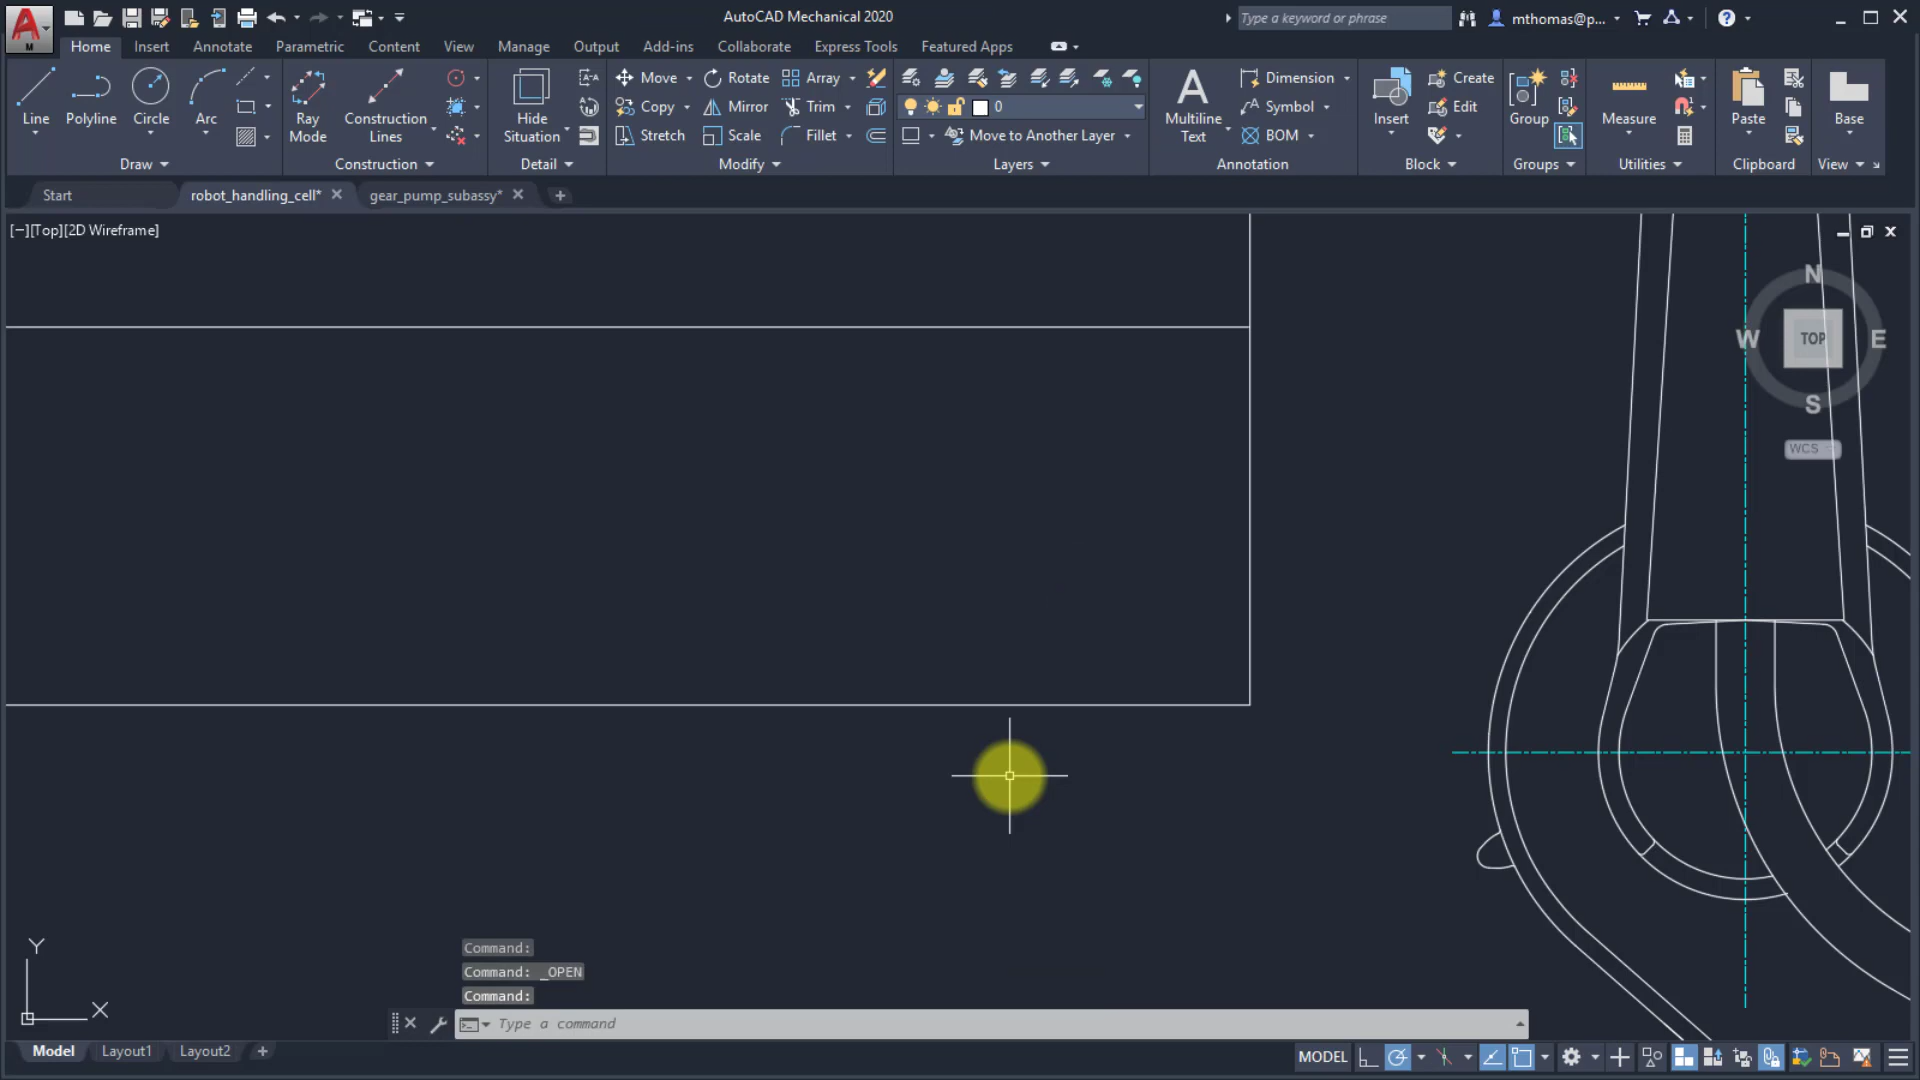 AutoCAD Mechanical 2020
Type a keyword or phrase
mthomas@p...
M
Home Insert Annotate Parametric Content View Manage Output Add-ins Collaborate Express Tools Featured Apps
Line Polyline Circle Arc
Draw
Ray Mode
Construction Lines
Construction
Hide Situation
Detail
Move Rotate Array
Copy Mirror Trim
Stretch Scale Fillet
Modify
0
Move to Another Layer
Layers
Multiline Text
Dimension
Symbol
BOM
Annotation
Insert
Create
Edit
Block
Group
Groups
Measure
Utilities
Paste
Clipboard
Base
View
Start robot_handling_cell* gear_pump_subassy*
[−][Top][2D Wireframe]
N
W TOP E
S
WCS
Y
X
Command:
Command: _OPEN
Command:
Type a command
Model Layout1 Layout2
MODEL